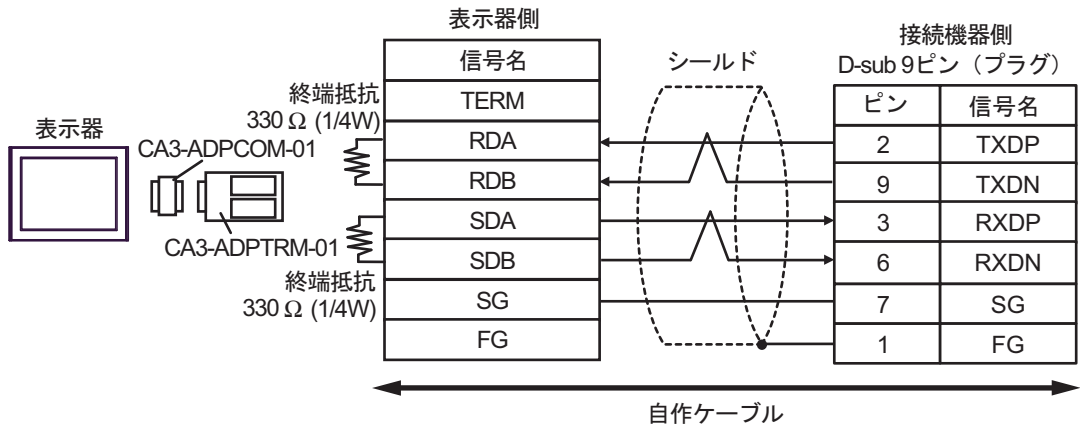 表示器側
接続機器側
D-sub 9ピン（プラグ）
シールド
信号名
TERM
RDA
RDB
SDA
SDB
SG
FG
終端抵抗
330 Ω (1/4W)
表示器
CA3-ADPCOM-01
CA3-ADPTRM-01
終端抵抗
330 Ω (1/4W)
ピン 信号名
2 TXDP
9 TXDN
3 RXDP
6 RXDN
7 SG
1 FG
自作ケーブル